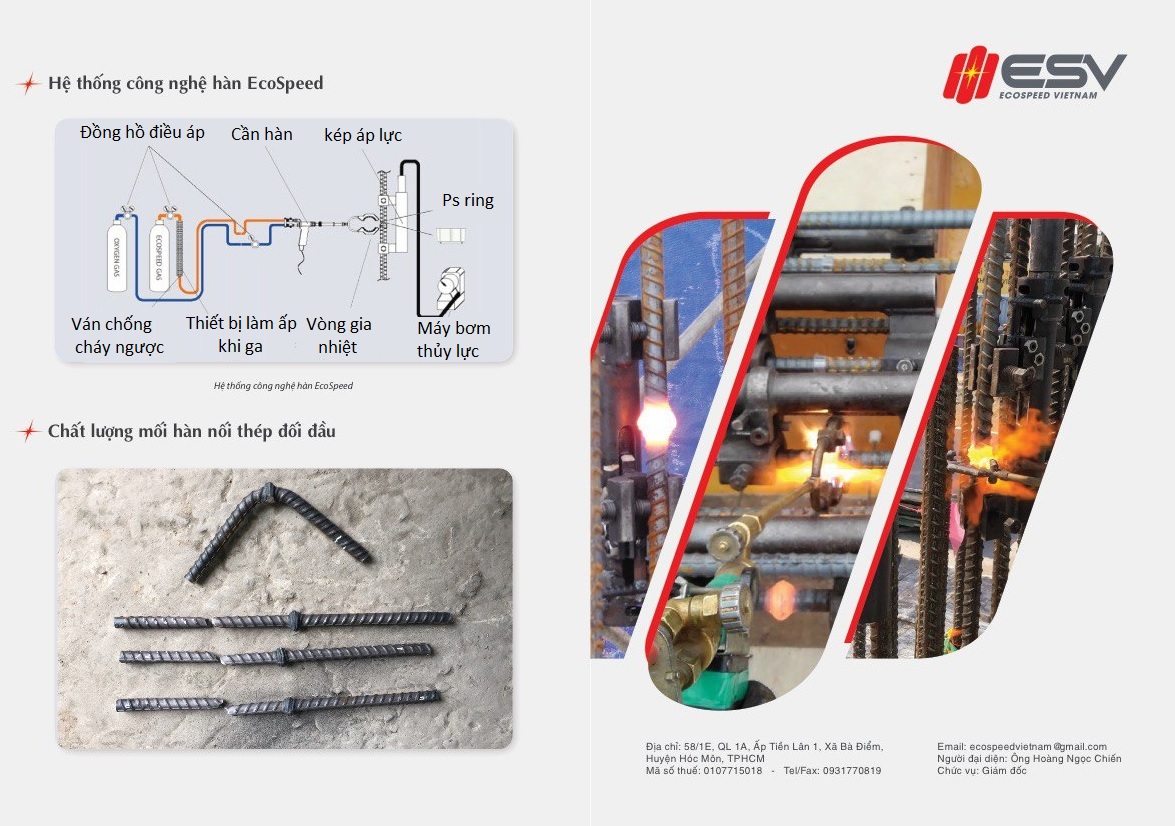 Hệ thống công nghệ hàn EcoSpeed
Đồng hồ điều áp
Cần hàn
kép áp lực
Ps ring
OXYGEN GAS
ECOSPEED GAS
Ván chống
cháy ngược
Thiết bị làm ấp
khi ga
Vòng gia
nhiệt
Máy bơm
thủy lực
Hệ thống công nghệ hàn EcoSpeed
Chất lượng mối hàn nối thép đối đầu
ESV
ECOSPEED VIETNAM
Địa chỉ: 58/1E, QL 1A, Ấp Tiền Lân 1, Xã Bà Điểm,
Huyện Hóc Môn, TPHCM
Mã số thuế: 0107715018 - Tel/Fax: 0931770819
Email: ecospeedvietnam@gmail.com
Người đại diện: Ông Hoàng Ngọc Chiến
Chức vụ: Giám đốc